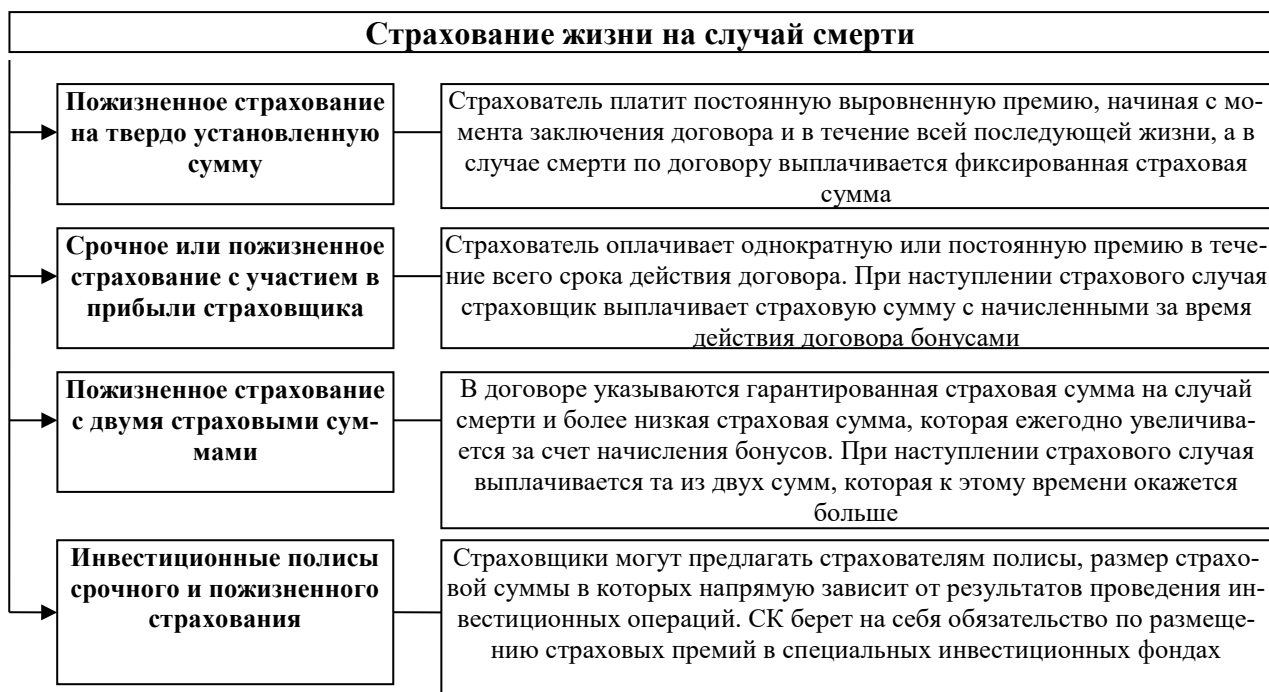 Страхование жизни на случай смерти
Пожизненное страхование
на твердо установленную
сумму
Страхователь платит постоянную выровненную премию, начиная с мо-
мента заключения договора и в течение всей последующей жизни, а в
случае смерти по договору выплачивается фиксированная страховая
сумма
Срочное или пожизненное
страхование с участием в
прибыли страховщика
Страхователь оплачивает однократную или постоянную премию в тече-
ние всего срока действия договора. При наступлении страхового случая
страховщик выплачивает страховую сумму с начисленными за время
действия договора бонусами
Пожизненное страхование
с двумя страховыми сум-
мами
В договоре указываются гарантированная страховая сумма на случай
смерти и более низкая страховая сумма, которая ежегодно увеличива-
ется за счет начисления бонусов. При наступлении страхового случая
выплачивается та из двух сумм, которая к этому времени окажется
больше
Инвестиционные полисы
срочного и пожизненного
страхования
Страховщики могут предлагать страхователям полисы, размер страхо-
вой суммы в которых напрямую зависит от результатов проведения ин-
вестиционных операций. СК берет на себя обязательство по размеще-
нию страховых премий в специальных инвестиционных фондах